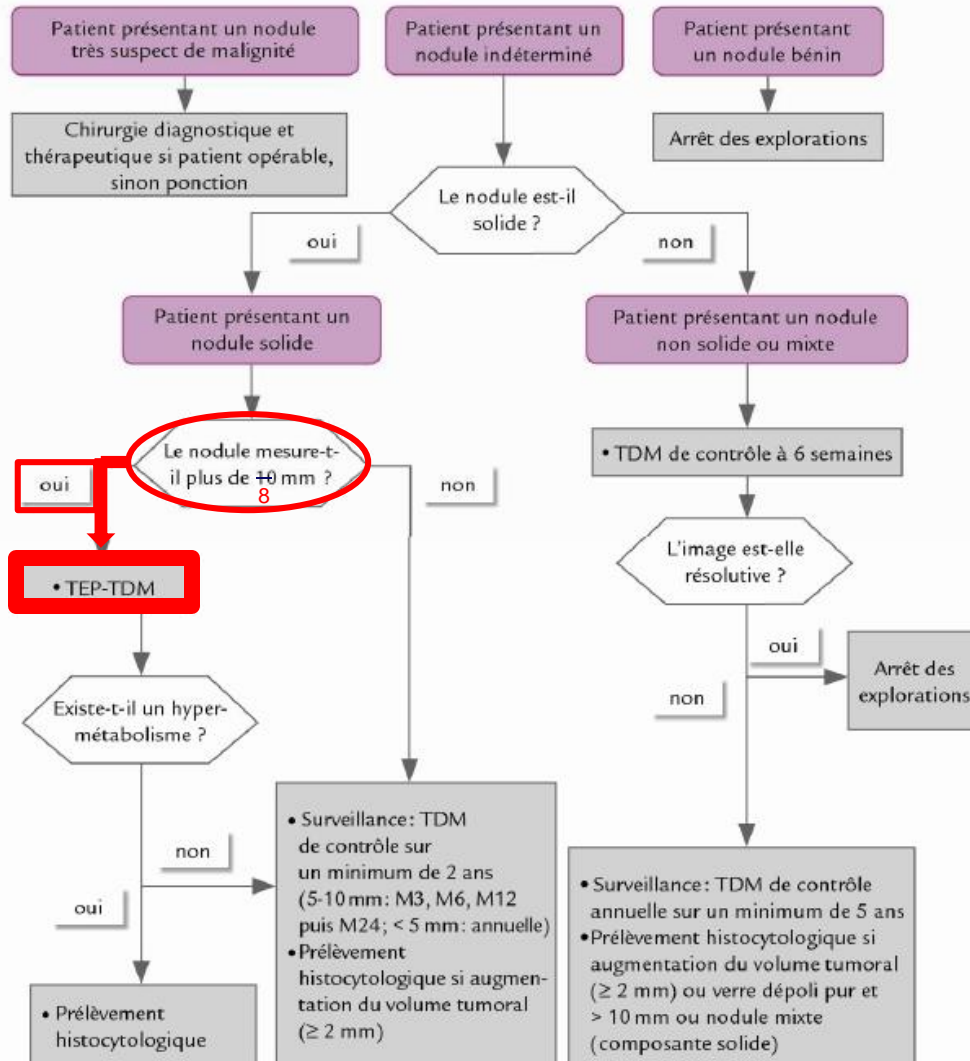 Patient présentant un nodule
très suspect de malignité
Patient présentant un
nodule indéterminé
Patient présentant
un nodule bénin
Chirurgie diagnostique et
thérapeutique si patient opérable,
sinon ponction
Arrêt des explorations
Le nodule est-il
solide ?
oui
non
Patient présentant un
nodule solide
Patient présentant un nodule
non solide ou mixte
Le nodule mesure-t-
il plus de 10 mm ?
8
oui
non
• TDM de contrôle à 6 semaines
• TEP-TDM
L'image est-elle
résolutive ?
oui
non
Arrêt des
explorations
Existe-t-il un hyper-
métabolisme ?
non
oui
• Surveillance : TDM
de contrôle sur
un minimum de 2 ans
(5-10 mm : M3, M6, M12
puis M24 ; < 5 mm : annuelle)
• Prélèvement
histocytologique si augmen-
tation du volume tumoral
(≥ 2 mm)
• Surveillance : TDM de contrôle
annuelle sur un minimum de 5 ans
• Prélèvement histocytologique si
augmentation du volume tumoral
(≥ 2 mm) ou verre dépoli pur et
> 10 mm ou nodule mixte
(composante solide)
• Prélèvement
histocytologique